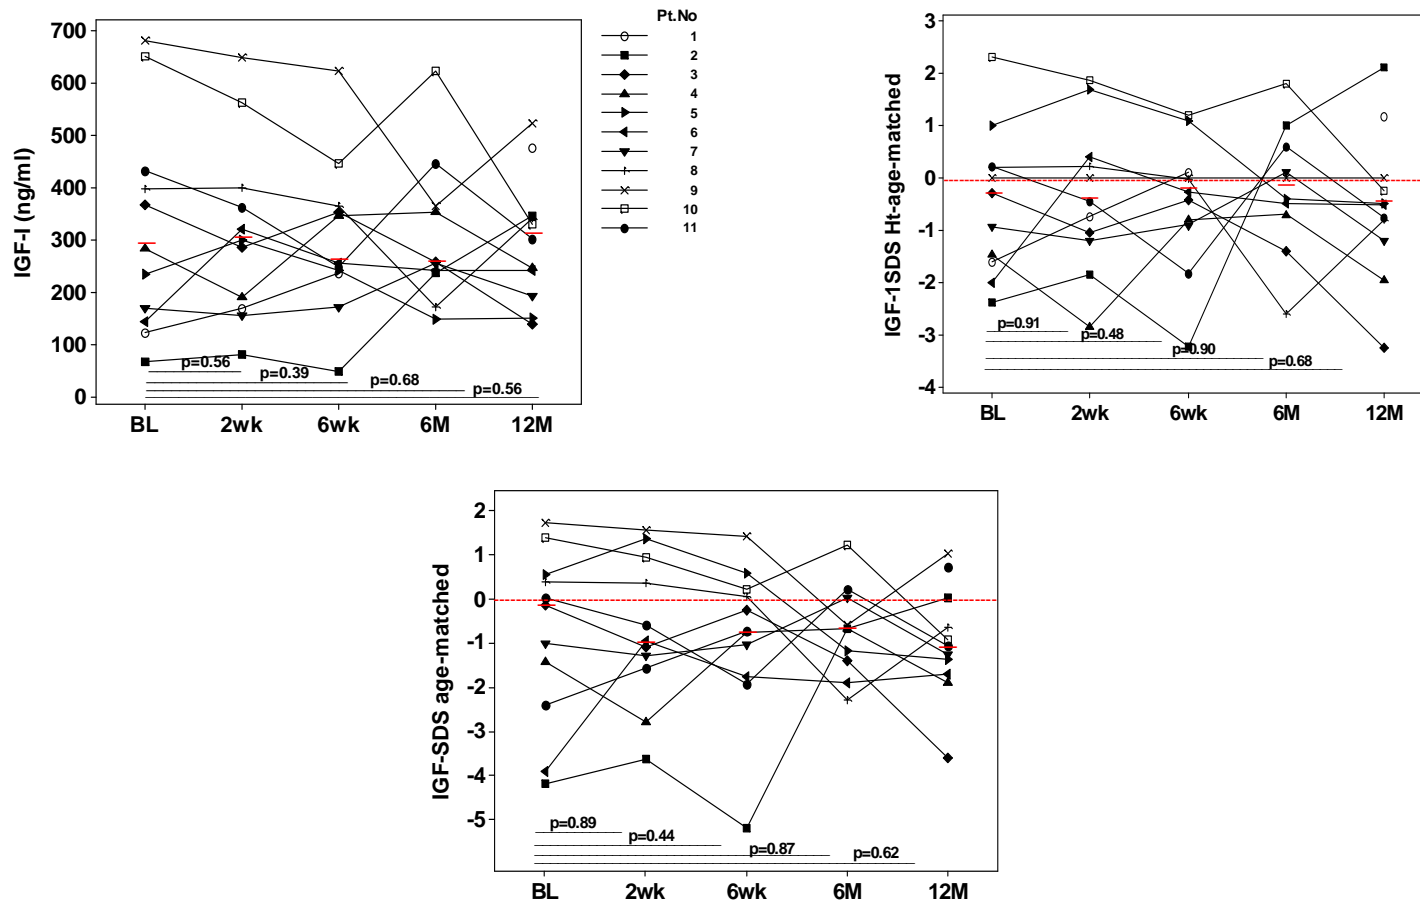 IGF-I (ng/ml)
700
600
500
400
300
200
100
0
p=0.56
p=0.39
p=0.68
p=0.56
BL 2wk 6wk 6M 12M
Pt.No
1
2
3
4
5
6
7
8
9
10
11
IGF-1SDS Ht-age-matched
3
2
1
0
-1
-2
-3
-4
p=0.91
p=0.48
p=0.90
p=0.68
BL 2wk 6wk 6M 12M
IGF-SDS age-matched
2
1
0
-1
-2
-3
-4
-5
p=0.89
p=0.44
p=0.87
p=0.62
BL 2wk 6wk 6M 12M